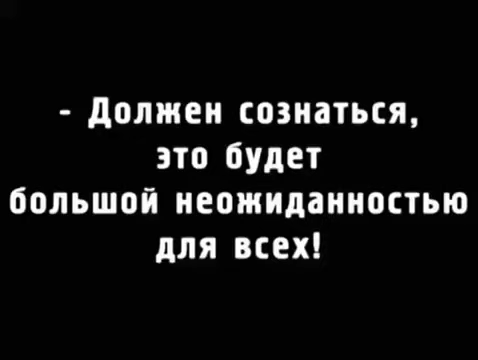 - Должен сознаться,
это будет
большой неожиданностью
для всех!